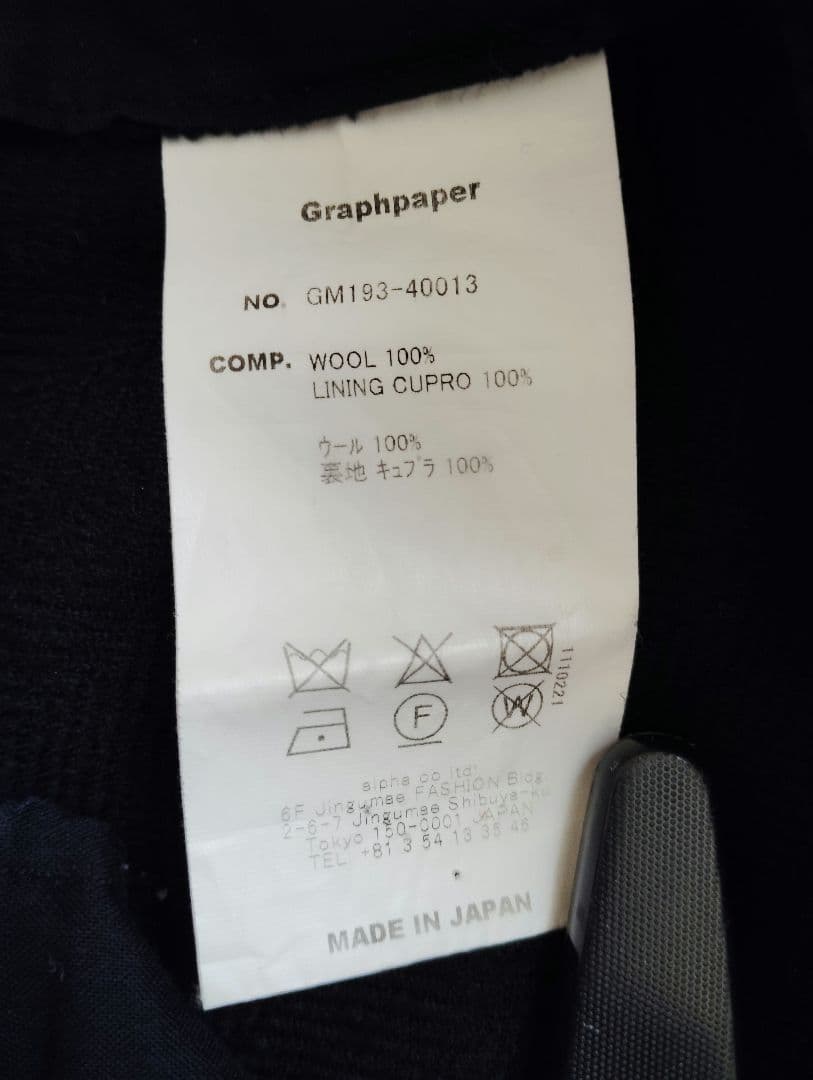 Graphpaper
NO. GM193-40013
COMP. WOOL 100%
LINING CUPRO 100%
ウール 100%
裏地 キュプラ 100%
1110221
F
W
alpha co.ltd.
6F Jingumae FASHION Bldg
2-6-7 Jingumae Shibuya-ku
Tokyo 150-0001 JAPAN
TEL +81 3 54 13 35 46
MADE IN JAPAN